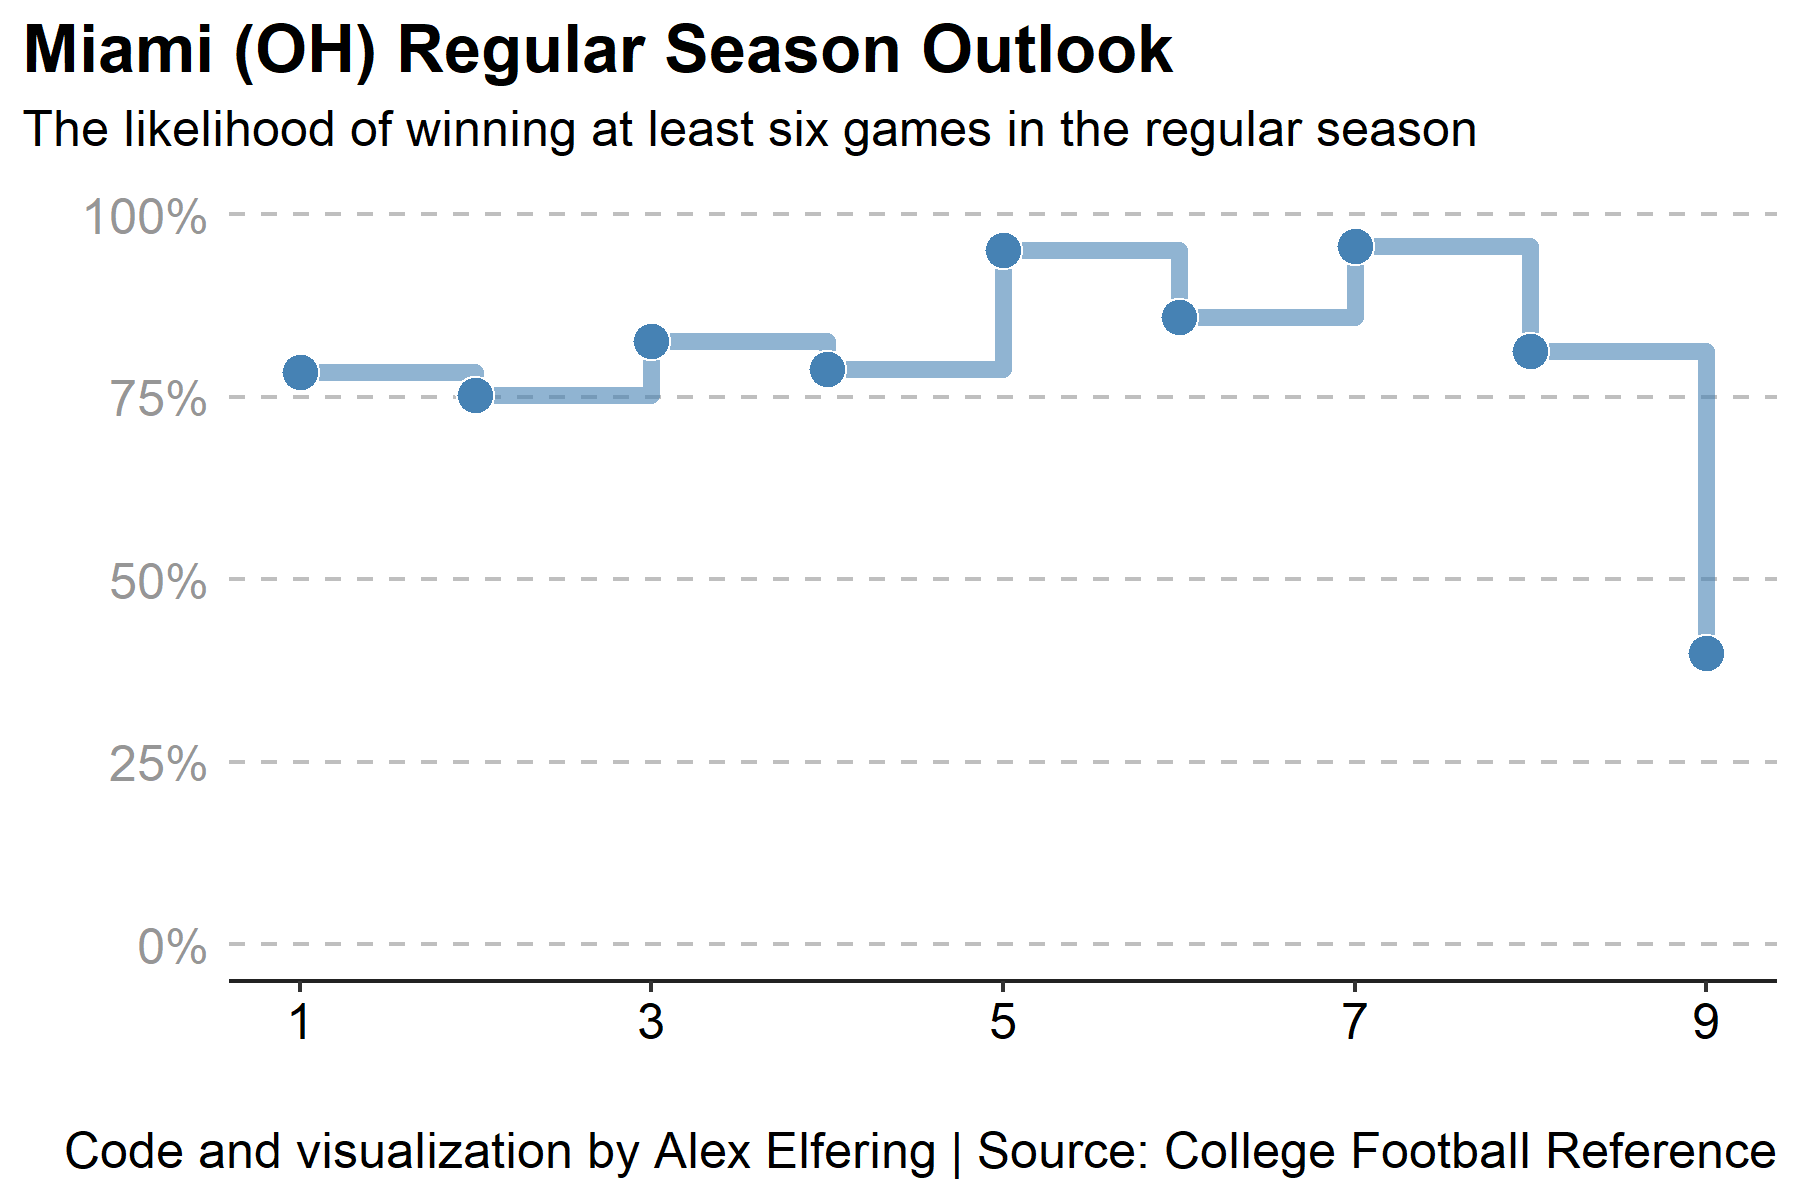 Miami (OH) Regular Season Outlook
The likelihood of winning at least six games in the regular season
100%
75%
50%
25%
0%
1 3 5 7 9
Code and visualization by Alex Elfering | Source: College Football Reference